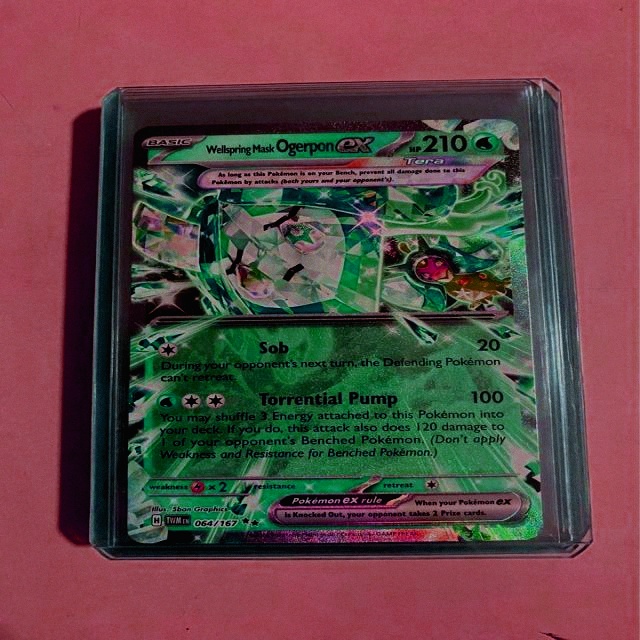 BASIC Wellspring Mask Ogerpon ex HP 210
Tera
As long as this Pokémon is on your Bench, prevent all damage done to this
Pokémon by attacks (both yours and your opponent's).
Sob 20
During your opponent's next turn, the Defending Pokémon
can't retreat.
Torrential Pump 100
You may shuffle 3 Energy attached to this Pokémon into
your deck. If you do, this attack also does 120 damage to
1 of your opponent's Benched Pokémon. (Don't apply
Weakness and Resistance for Benched Pokémon.)
weakness x2 resistance retreat
Pokémon ex rule When your Pokémon ex
is Knocked Out, your opponent takes 2 Prize cards.
Illus. 5ban Graphics
H TWM EN 064/167 ★★